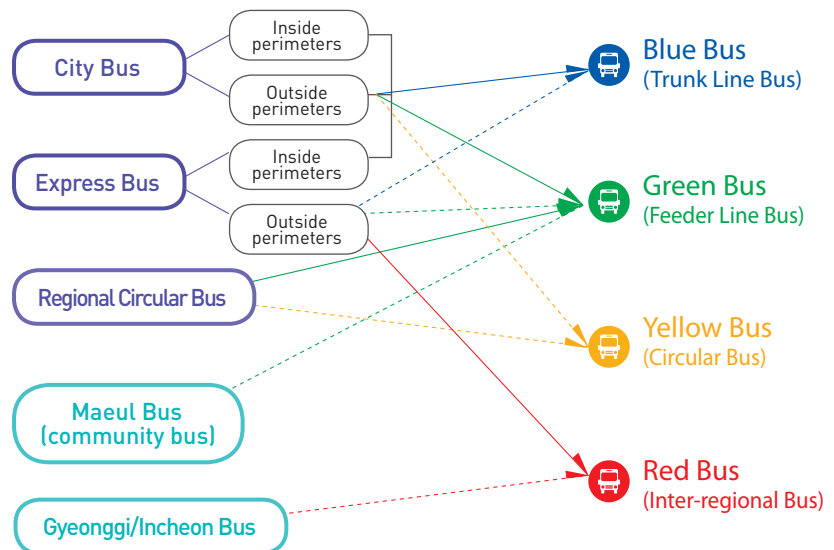 City Bus
Inside
perimeters
Outside
perimeters
Express Bus
Inside
perimeters
Outside
perimeters
Regional Circular Bus
Maeul Bus
(community bus)
Gyeonggi/Incheon Bus
Blue Bus
(Trunk Line Bus)
Green Bus
(Feeder Line Bus)
Yellow Bus
(Circular Bus)
Red Bus
(Inter-regional Bus)